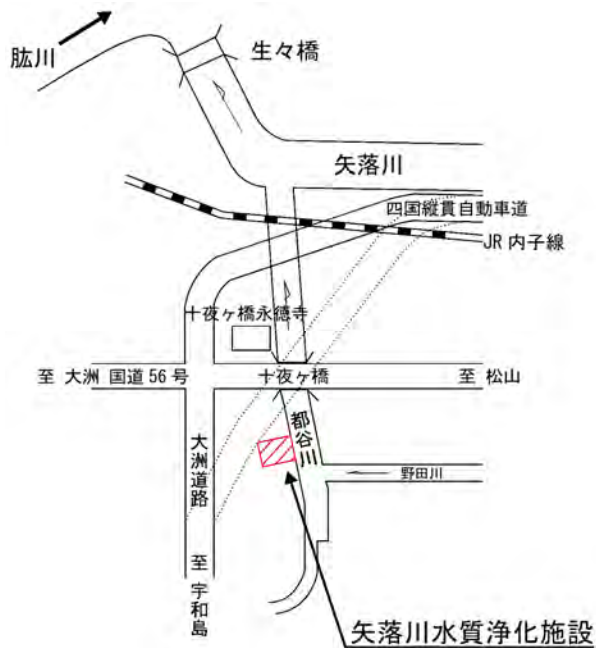 肱川
生々橋
矢落川
四国縦貫自動車道
JR 内子線
十夜ヶ橋永徳寺
至 大洲 国道 56 号
十夜ヶ橋
至 松山
都谷川
大洲道路
野田川
至 宇和島
矢落川水質浄化施設